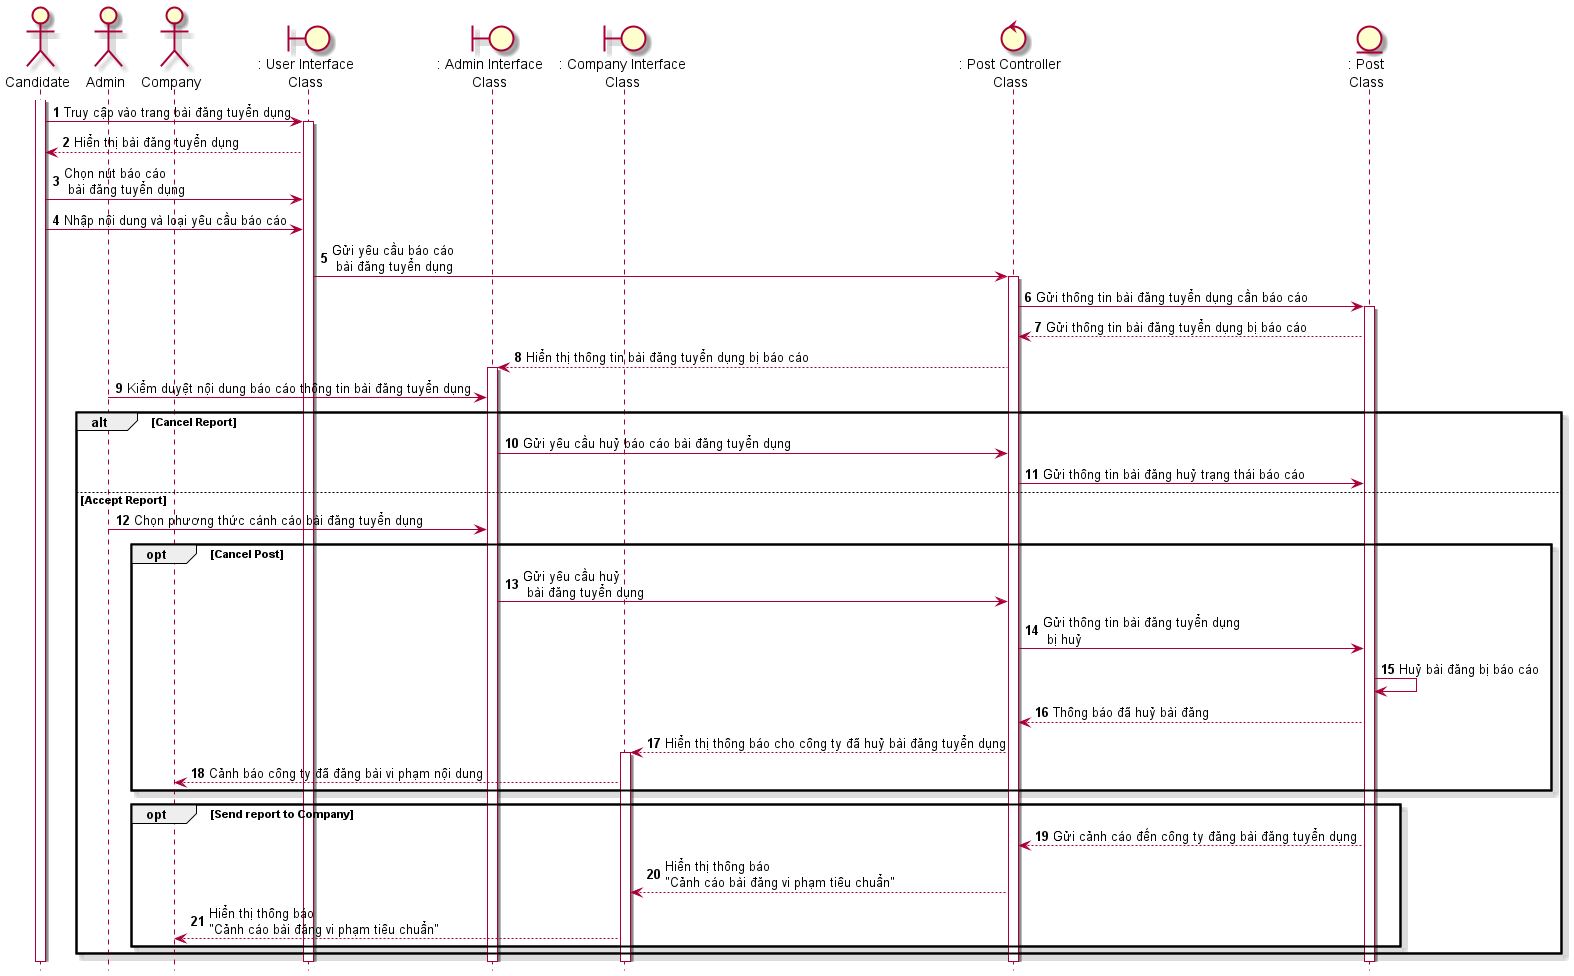 Candidate
Admin
Company
: User Interface
Class
: Admin Interface
Class
: Company Interface
Class
: Post Controller
Class
: Post
Class
1 Truy cập vào trang bài đăng tuyển dụng
2 Hiển thị bài đăng tuyển dụng
3 Chọn nút báo cáo
bài đăng tuyển dụng
4 Nhập nội dung và loại yêu cầu báo cáo
5 Gửi yêu cầu báo cáo
bài đăng tuyển dụng
6 Gửi thông tin bài đăng tuyển dụng cần báo cáo
7 Gửi thông tin bài đăng tuyển dụng bị báo cáo
8 Hiển thị thông tin bài đăng tuyển dụng bị báo cáo
9 Kiểm duyệt nội dung báo cáo thông tin bài đăng tuyển dụng
alt [Cancel Report]
10 Gửi yêu cầu huỷ báo cáo bài đăng tuyển dụng
11 Gửi thông tin bài đăng huỷ trạng thái báo cáo
[Accept Report]
12 Chọn phương thức cánh cáo bài đăng tuyển dụng
opt [Cancel Post]
13 Gửi yêu cầu huỷ
bài đăng tuyển dụng
14 Gửi thông tin bài đăng tuyển dụng
bị huỷ
15 Huỷ bài đăng bị báo cáo
16 Thông báo đã huỷ bài đăng
17 Hiển thị thông báo cho công ty đã huỷ bài đăng tuyển dụng
18 Cảnh báo công ty đã đăng bài vi phạm nội dung
opt [Send report to Company]
19 Gửi cảnh cáo đến công ty đăng bài đăng tuyển dụng
20 Hiển thị thông báo
"Cảnh cáo bài đăng vi phạm tiêu chuẩn"
21 Hiển thị thông báo
"Cảnh cáo bài đăng vi phạm tiêu chuẩn"